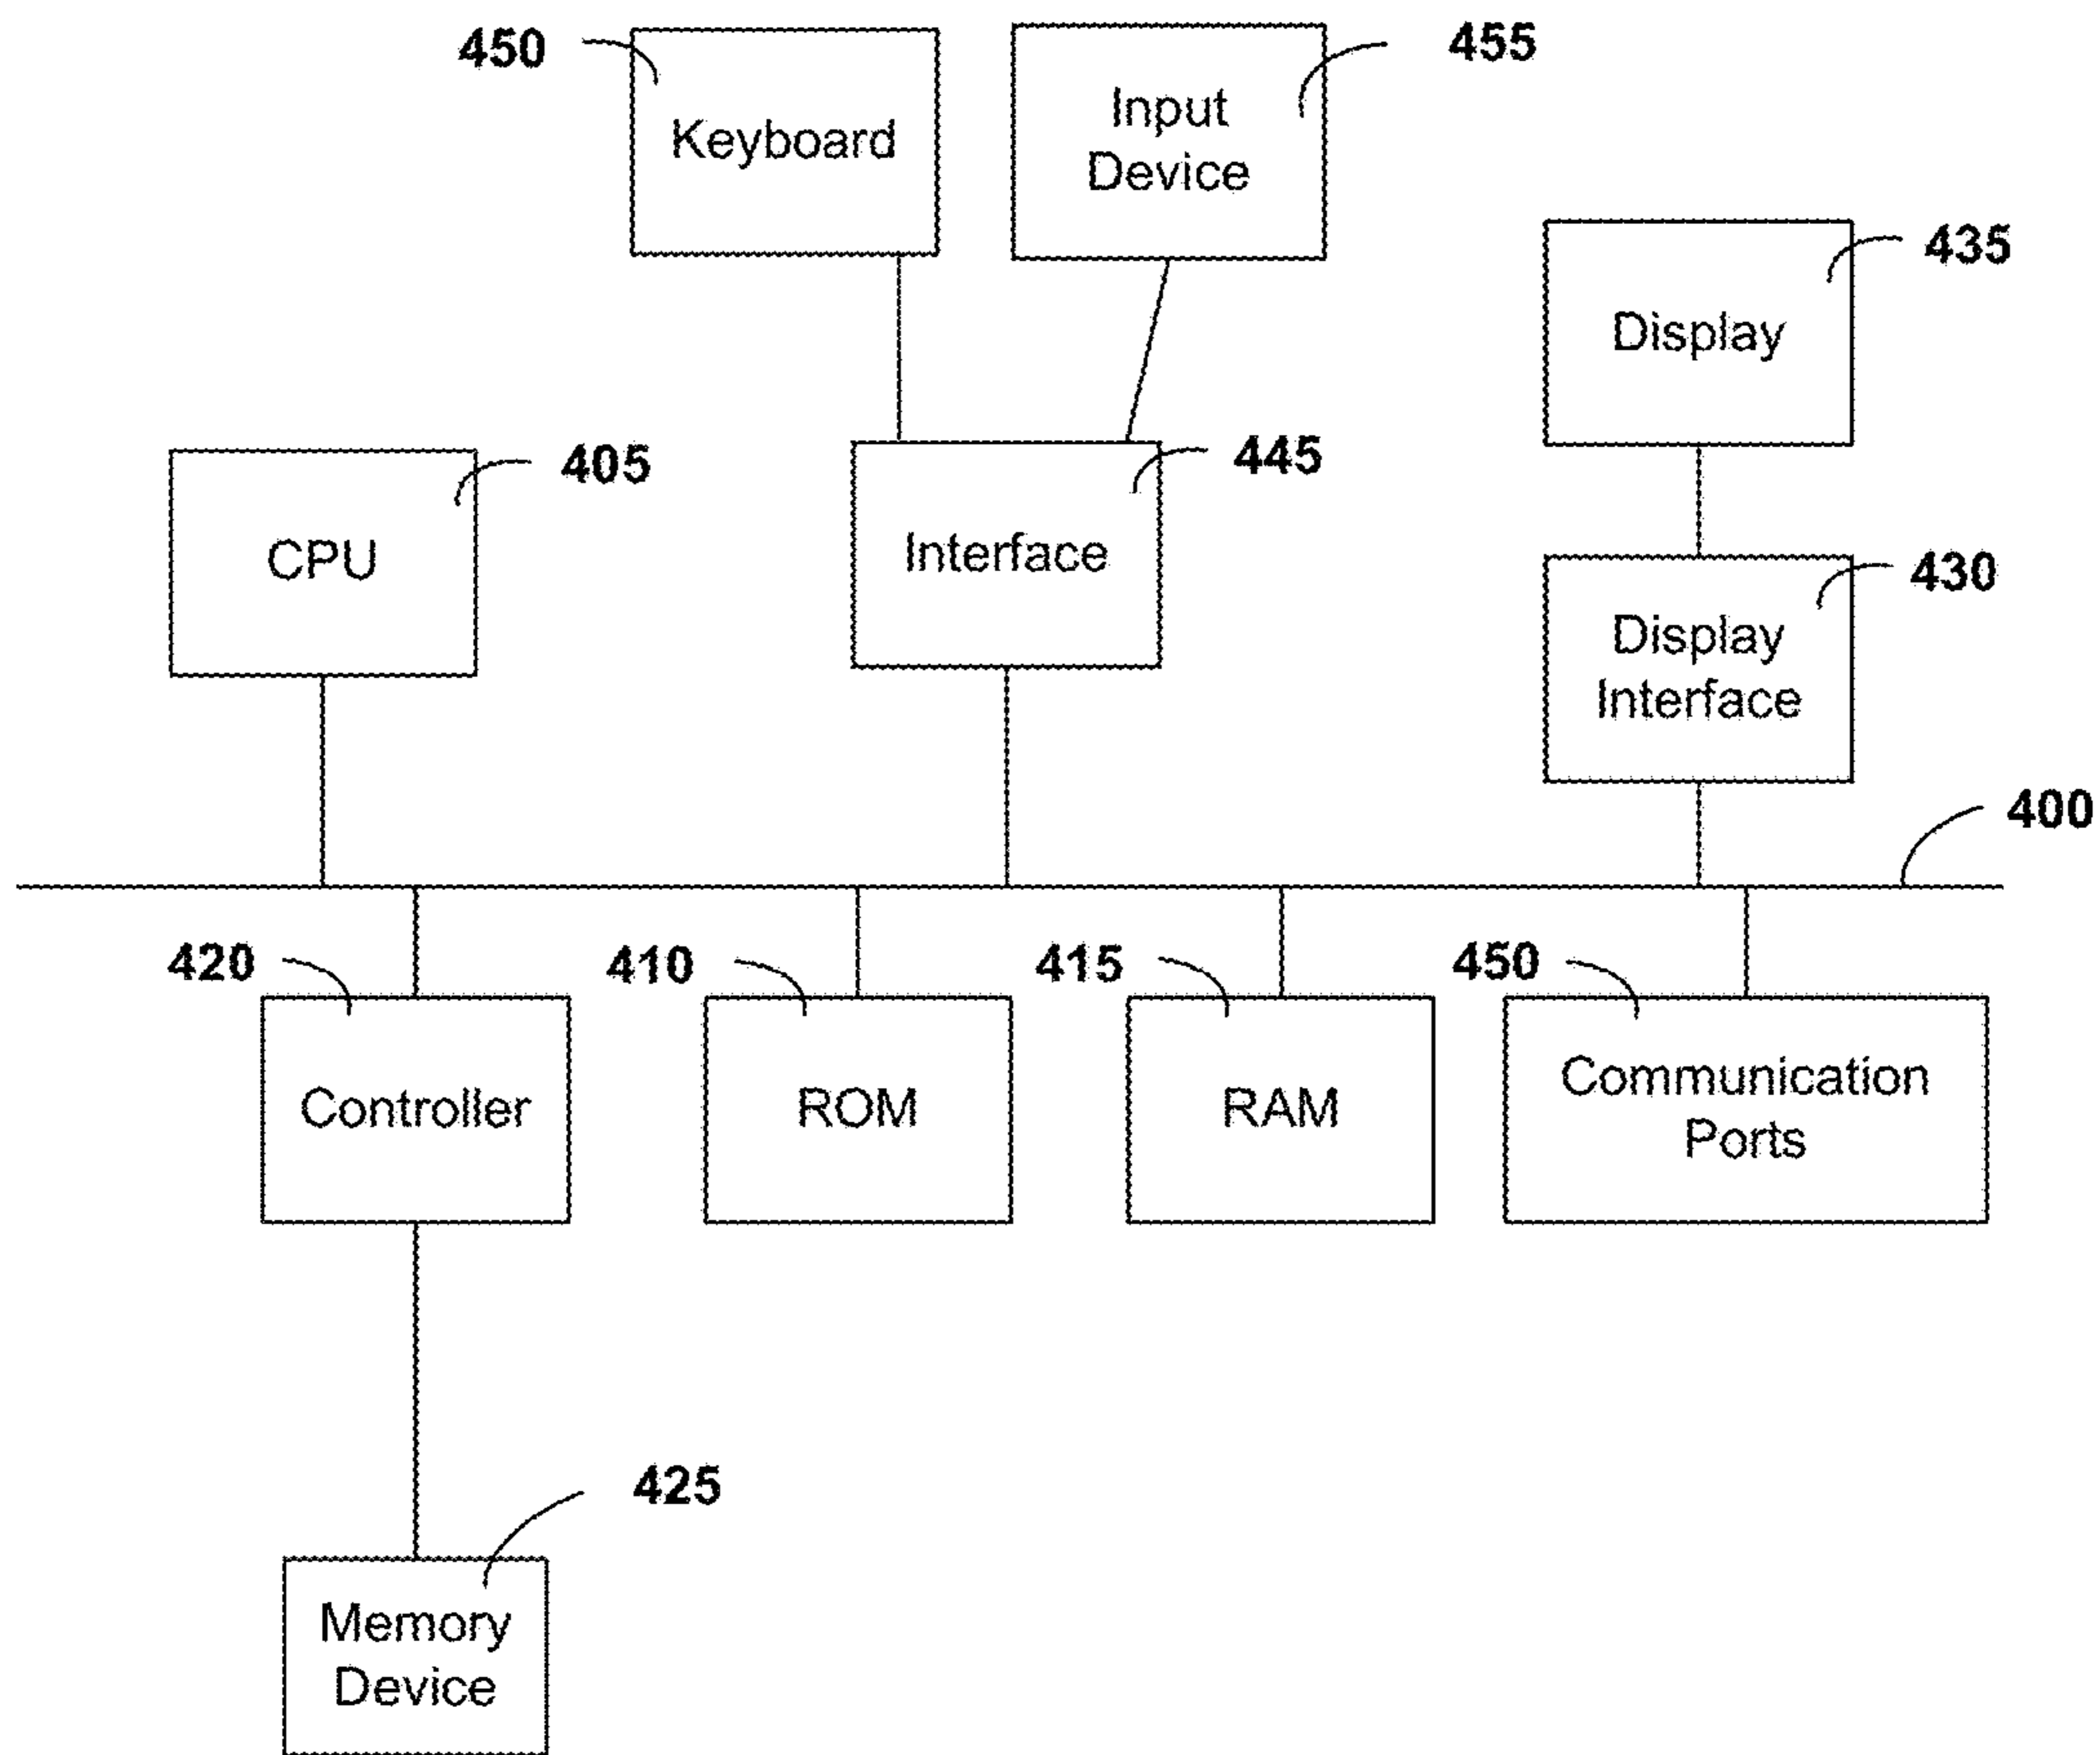 450
Keyboard
455
Input
Device
435
Display
405
CPU
445
Interface
430
Display
Interface
400
420
Controller
410
ROM
415
RAM
450
Communication
Ports
425
Memory
Device